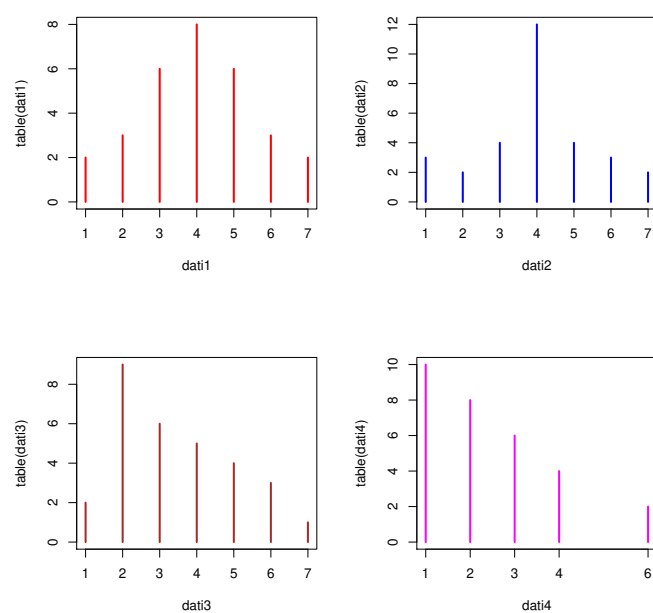 table(dati1)
0 2 4 6 8
1 2 3 4 5 6 7
dati1
table(dati2)
0 2 4 6 8 10 12
1 2 3 4 5 6 7
dati2
table(dati3)
0 2 4 6 8
1 2 3 4 5 6 7
dati3
table(dati4)
0 2 4 6 8 10
1 2 3 4 6
dati4